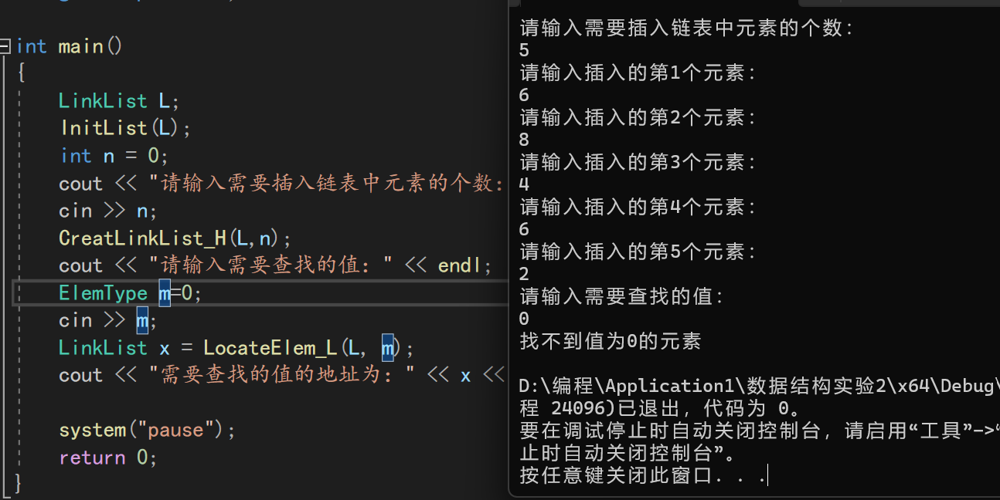 int main()
{
LinkList L;
InitList(L);
int n = 0;
cout << "请输入需要插入链表中元素的个数:
cin >> n;
CreatLinkList_H(L,n);
cout << "请输入需要查找的值:" << endl;
ElemType m=0;
cin >> m;
LinkList x = LocateElem_L(L, m);
cout << "需要查找的值的地址为:" << x <<
system("pause");
return 0;
}
请输入需要插入链表中元素的个数:
5
请输入插入的第1个元素:
6
请输入插入的第2个元素:
8
请输入插入的第3个元素:
4
请输入插入的第4个元素:
6
请输入插入的第5个元素:
2
请输入需要查找的值:
0
找不到值为0的元素
D:\编程\Application1\数据结构实验2\x64\Debug\
程 24096)已退出,代码为 0。
要在调试停止时自动关闭控制台,请启用“工具”->“
止时自动关闭控制台”。
按任意键关闭此窗口. . .